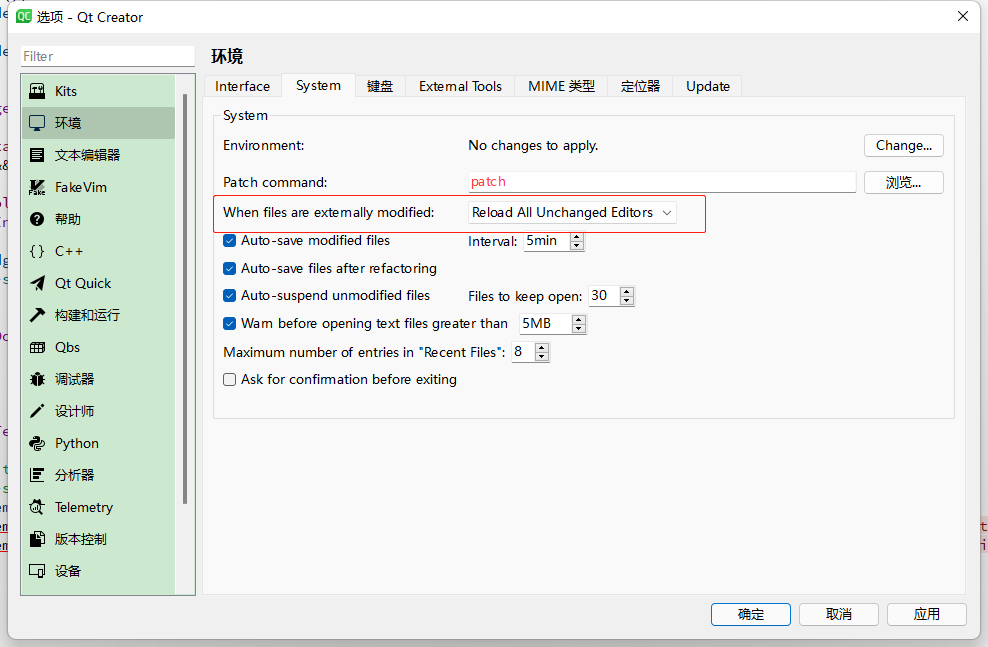 QC 选项 - Qt Creator
Filter
Kits
环境
文本编辑器
FakeVim
帮助
{} C++
Qt Quick
构建和运行
Qbs
调试器
设计师
Python
分析器
Telemetry
版本控制
设备
环境
Interface System 键盘 External Tools MIME 类型 定位器 Update
System
Environment: No changes to apply. Change...
Patch command: patch 浏览...
When files are externally modified: Reload All Unchanged Editors
Auto-save modified files Interval: 5min
Auto-save files after refactoring
Auto-suspend unmodified files Files to keep open: 30
Warn before opening text files greater than 5MB
Maximum number of entries in "Recent Files": 8
Ask for confirmation before exiting
确定 取消 应用